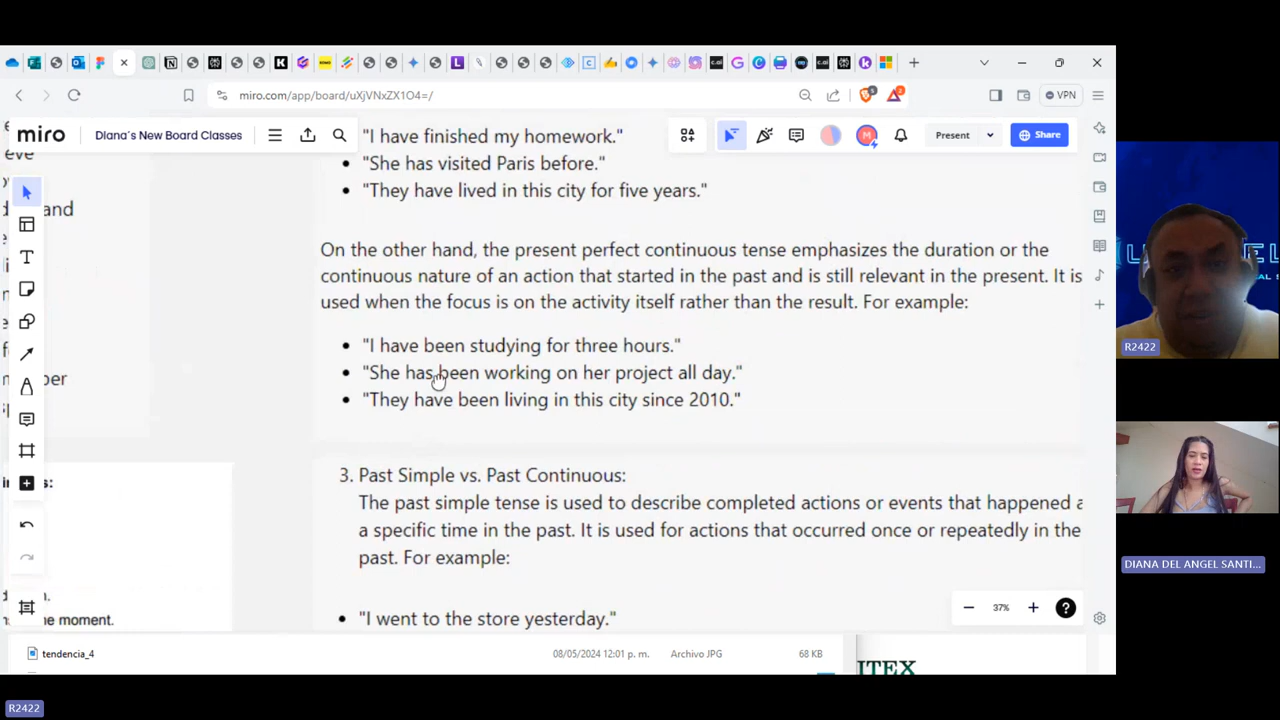 miro.com/app/board/uXjVNxZX1O4=/
VPN
miro
DIana's New Board Classes
Present
Share
"I have finished my homework."
"She has visited Paris before."
"They have lived in this city for five years."
On the other hand, the present perfect continuous tense emphasizes the duration or the
continuous nature of an action that started in the past and is still relevant in the present. It is
used when the focus is on the activity itself rather than the result. For example:
"I have been studying for three hours."
"She has been working on her project all day."
"They have been living in this city since 2010."
3. Past Simple vs. Past Continuous:
The past simple tense is used to describe completed actions or events that happened a
a specific time in the past. It is used for actions that occurred once or repeatedly in the
past. For example:
"I went to the store yesterday."
and
e moment.
37%
tendencia_4
08/05/2024 12:01 p. m.
Archivo JPG
68 KB
ITEX
R2422
DIANA DEL ANGEL SANTI...
R2422